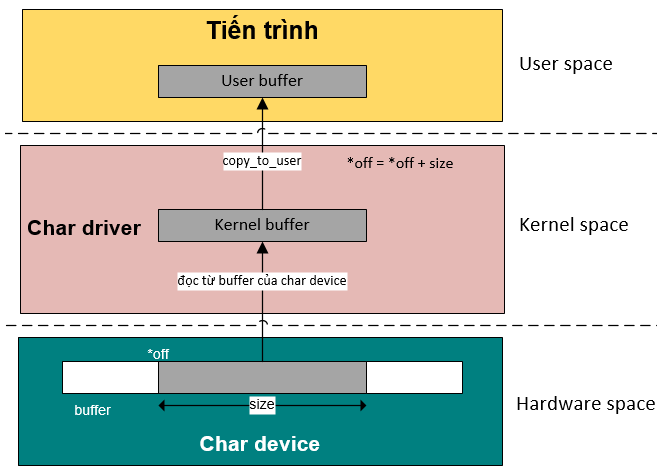 Tiến trình
User buffer
User space
copy_to_user
*off = *off + size
Char driver
Kernel buffer
Kernel space
đọc từ buffer của char device
*off
size
buffer
Hardware space
Char device